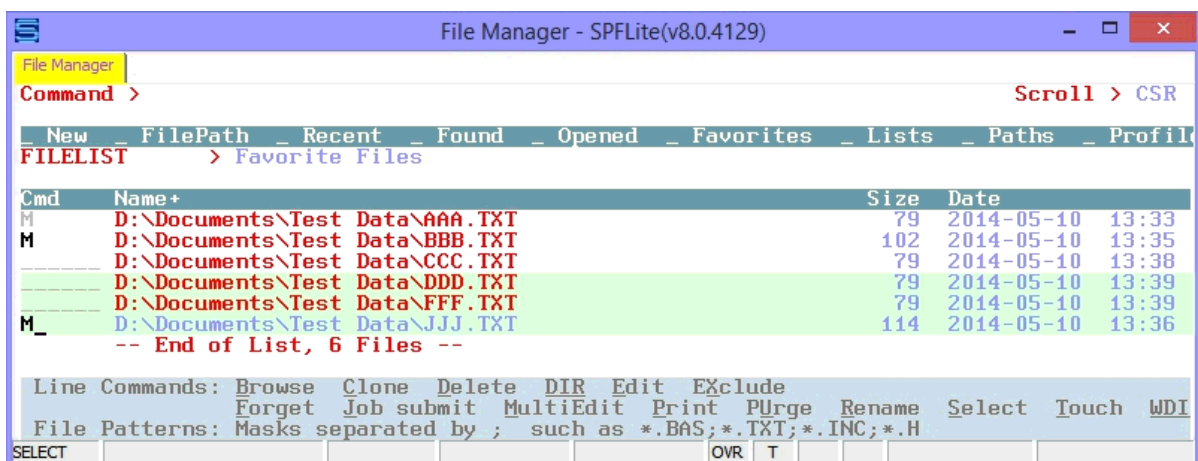 File Manager - SPFLite(v8.0.4129)
File Manager
Command > Scroll > CSR
_ New _ FilePath _ Recent _ Found _ Opened _ Favorites _ Lists _ Paths _ Profil
FILELIST > Favorite Files
Cmd Name+ Size Date
M D:\Documents\Test Data\AAA.TXT 79 2014-05-10 13:33
M D:\Documents\Test Data\BBB.TXT 102 2014-05-10 13:35
______ D:\Documents\Test Data\CCC.TXT 79 2014-05-10 13:38
______ D:\Documents\Test Data\DDD.TXT 79 2014-05-10 13:39
______ D:\Documents\Test Data\FFF.TXT 79 2014-05-10 13:39
M_ D:\Documents\Test Data\JJJ.TXT 114 2014-05-10 13:36
-- End of List, 6 Files --
Line Commands: Browse Clone Delete DIR Edit EXclude
Forget Job submit MultiEdit Print PUrge Rename Select Touch WDI
File Patterns: Masks separated by ; such as *.BAS;*.TXT;*.INC;*.H
SELECT OVR T